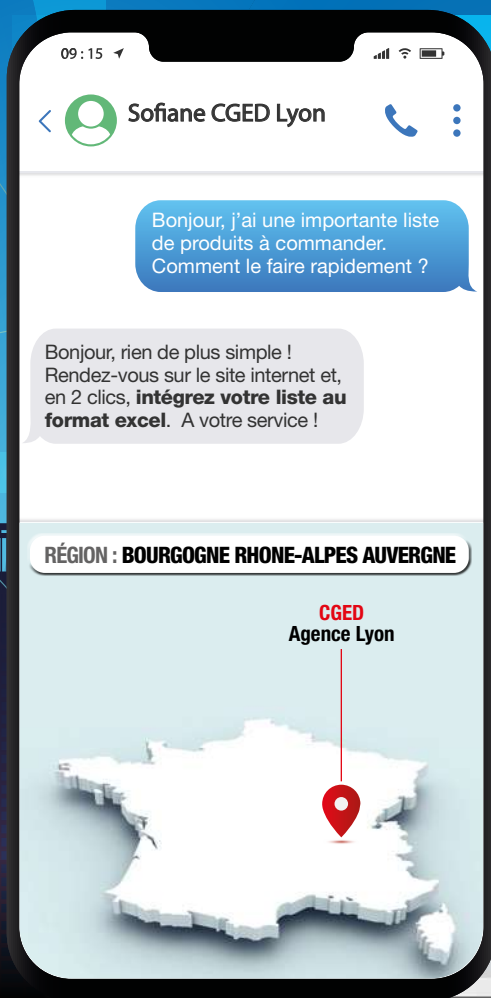 09:15
Sofiane CGED Lyon
Bonjour, j'ai une importante liste
de produits à commander.
Comment le faire rapidement ?
Bonjour, rien de plus simple !
Rendez-vous sur le site internet et,
en 2 clics, intégrez votre liste au
format excel. A votre service !
RÉGION : BOURGOGNE RHONE-ALPES AUVERGNE
CGED
Agence Lyon